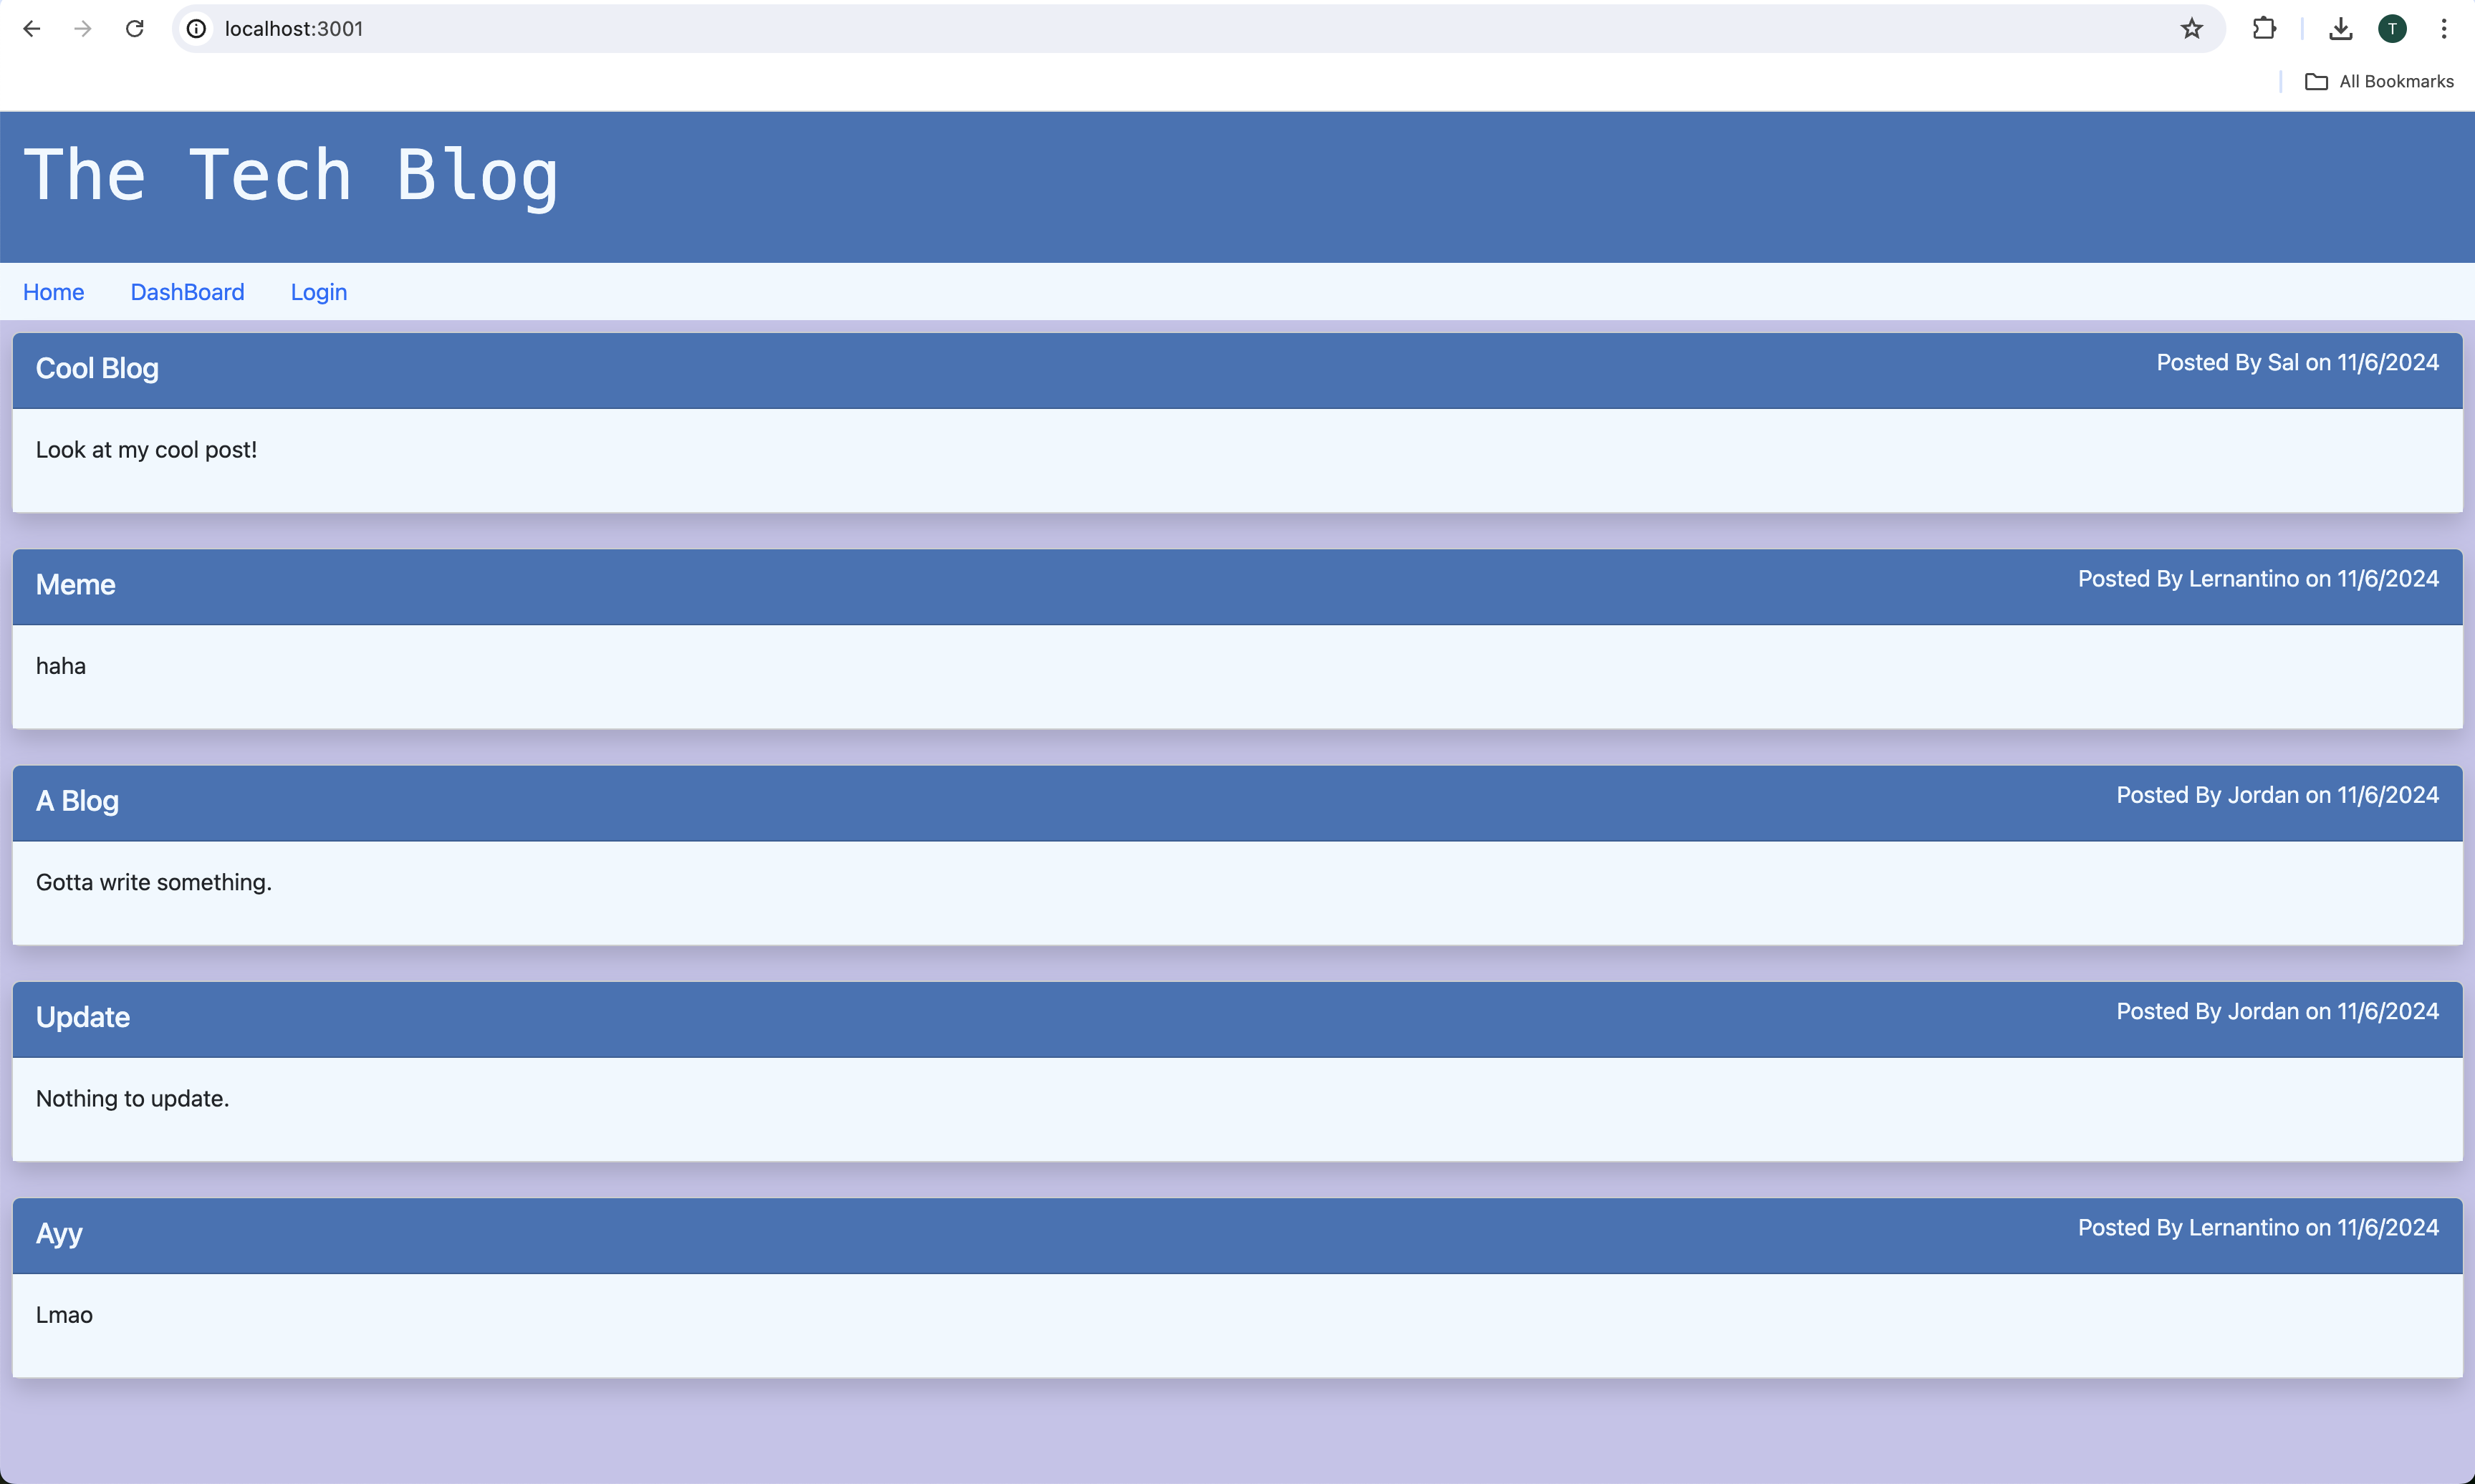 localhost:3001
T
All Bookmarks
The Tech Blog
Home DashBoard Login
Cool Blog Posted By Sal on 11/6/2024
Look at my cool post!
Meme Posted By Lernantino on 11/6/2024
haha
A Blog Posted By Jordan on 11/6/2024
Gotta write something.
Update Posted By Jordan on 11/6/2024
Nothing to update.
Ayy Posted By Lernantino on 11/6/2024
Lmao